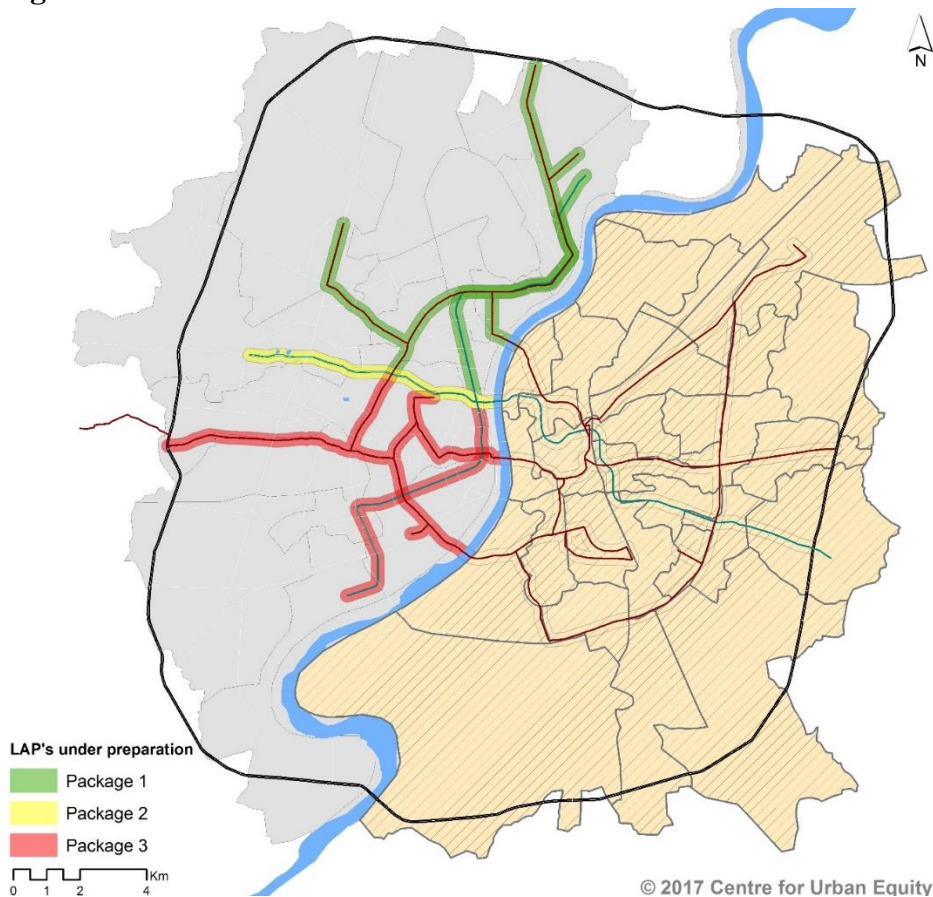 N
LAP's under preparation
Package 1
Package 2
Package 3
Km
0 1 2 4
© 2017 Centre for Urban Equity